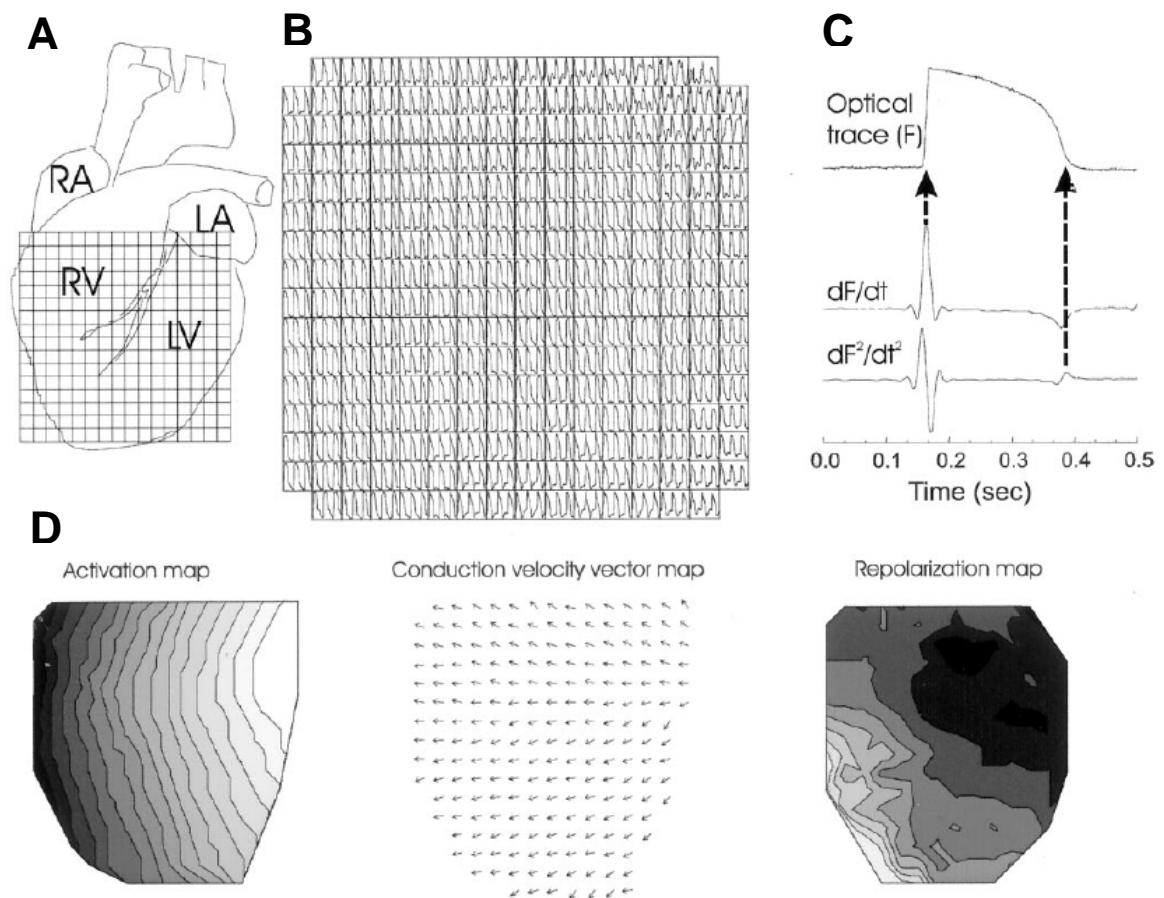 A
RA
LA
RV
LV
B
C
Optical
trace (F)
dF/dt
dF²/dt²
0.0 0.1 0.2 0.3 0.4 0.5
Time (sec)
D
Activation map
Conduction velocity vector map
Repolarization map